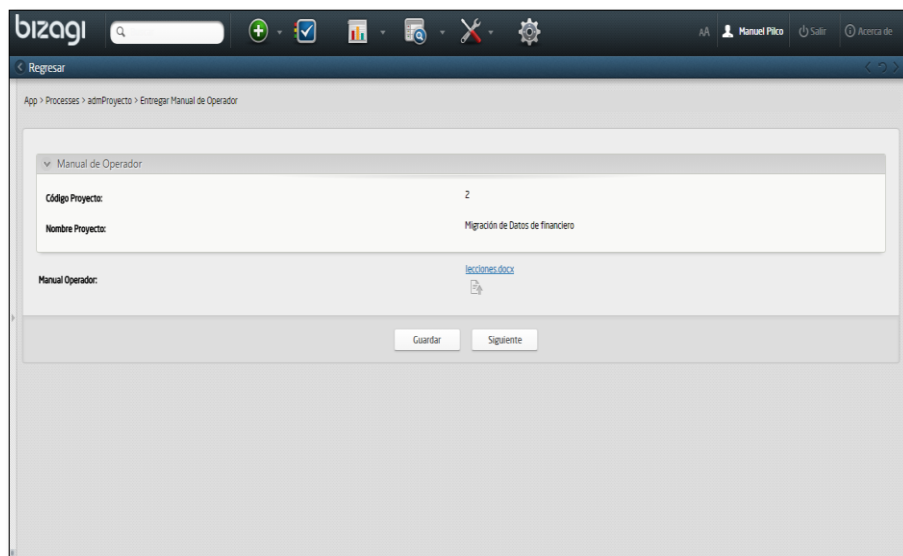 bizagi
AA Manuel Pilco Salir Acerca de
Regresar
App > Processes > admProyecto > Entregar Manual de Operador
Manual de Operador
Código Proyecto: 2
Nombre Proyecto: Migración de Datos de financiero
Manual Operador: lecciones.docx
Guardar Siguiente